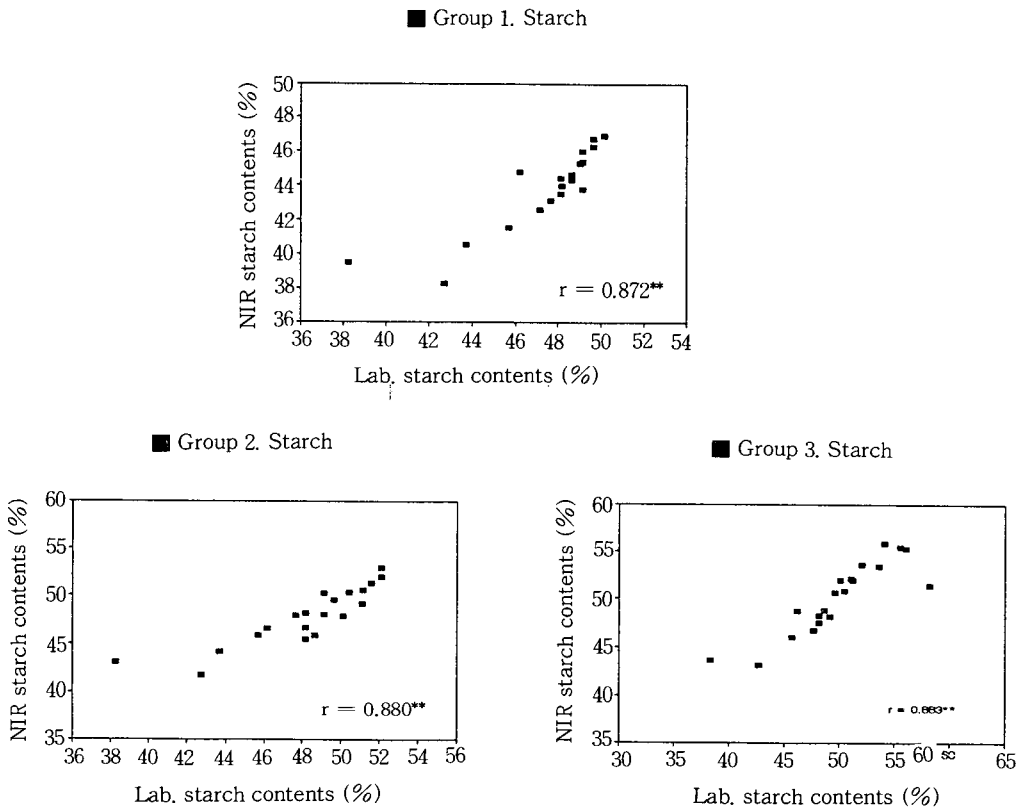 ■ Group 1. Starch
NIR starch contents (%)
50
48
46
44
42
40
38
36
36 38 40 42 44 46 48 50 52 54
r = 0.872**
Lab. starch contents (%)
■ Group 2. Starch
NIR starch contents (%)
60
55
50
45
40
35
36 38 40 42 44 46 48 50 52 54 56
r = 0.880**
Lab. starch contents (%)
■ Group 3. Starch
NIR starch contents (%)
60
55
50
45
40
35
30 35 40 45 50 55 60 65
r = 0.883**
Lab. starch contents (%)